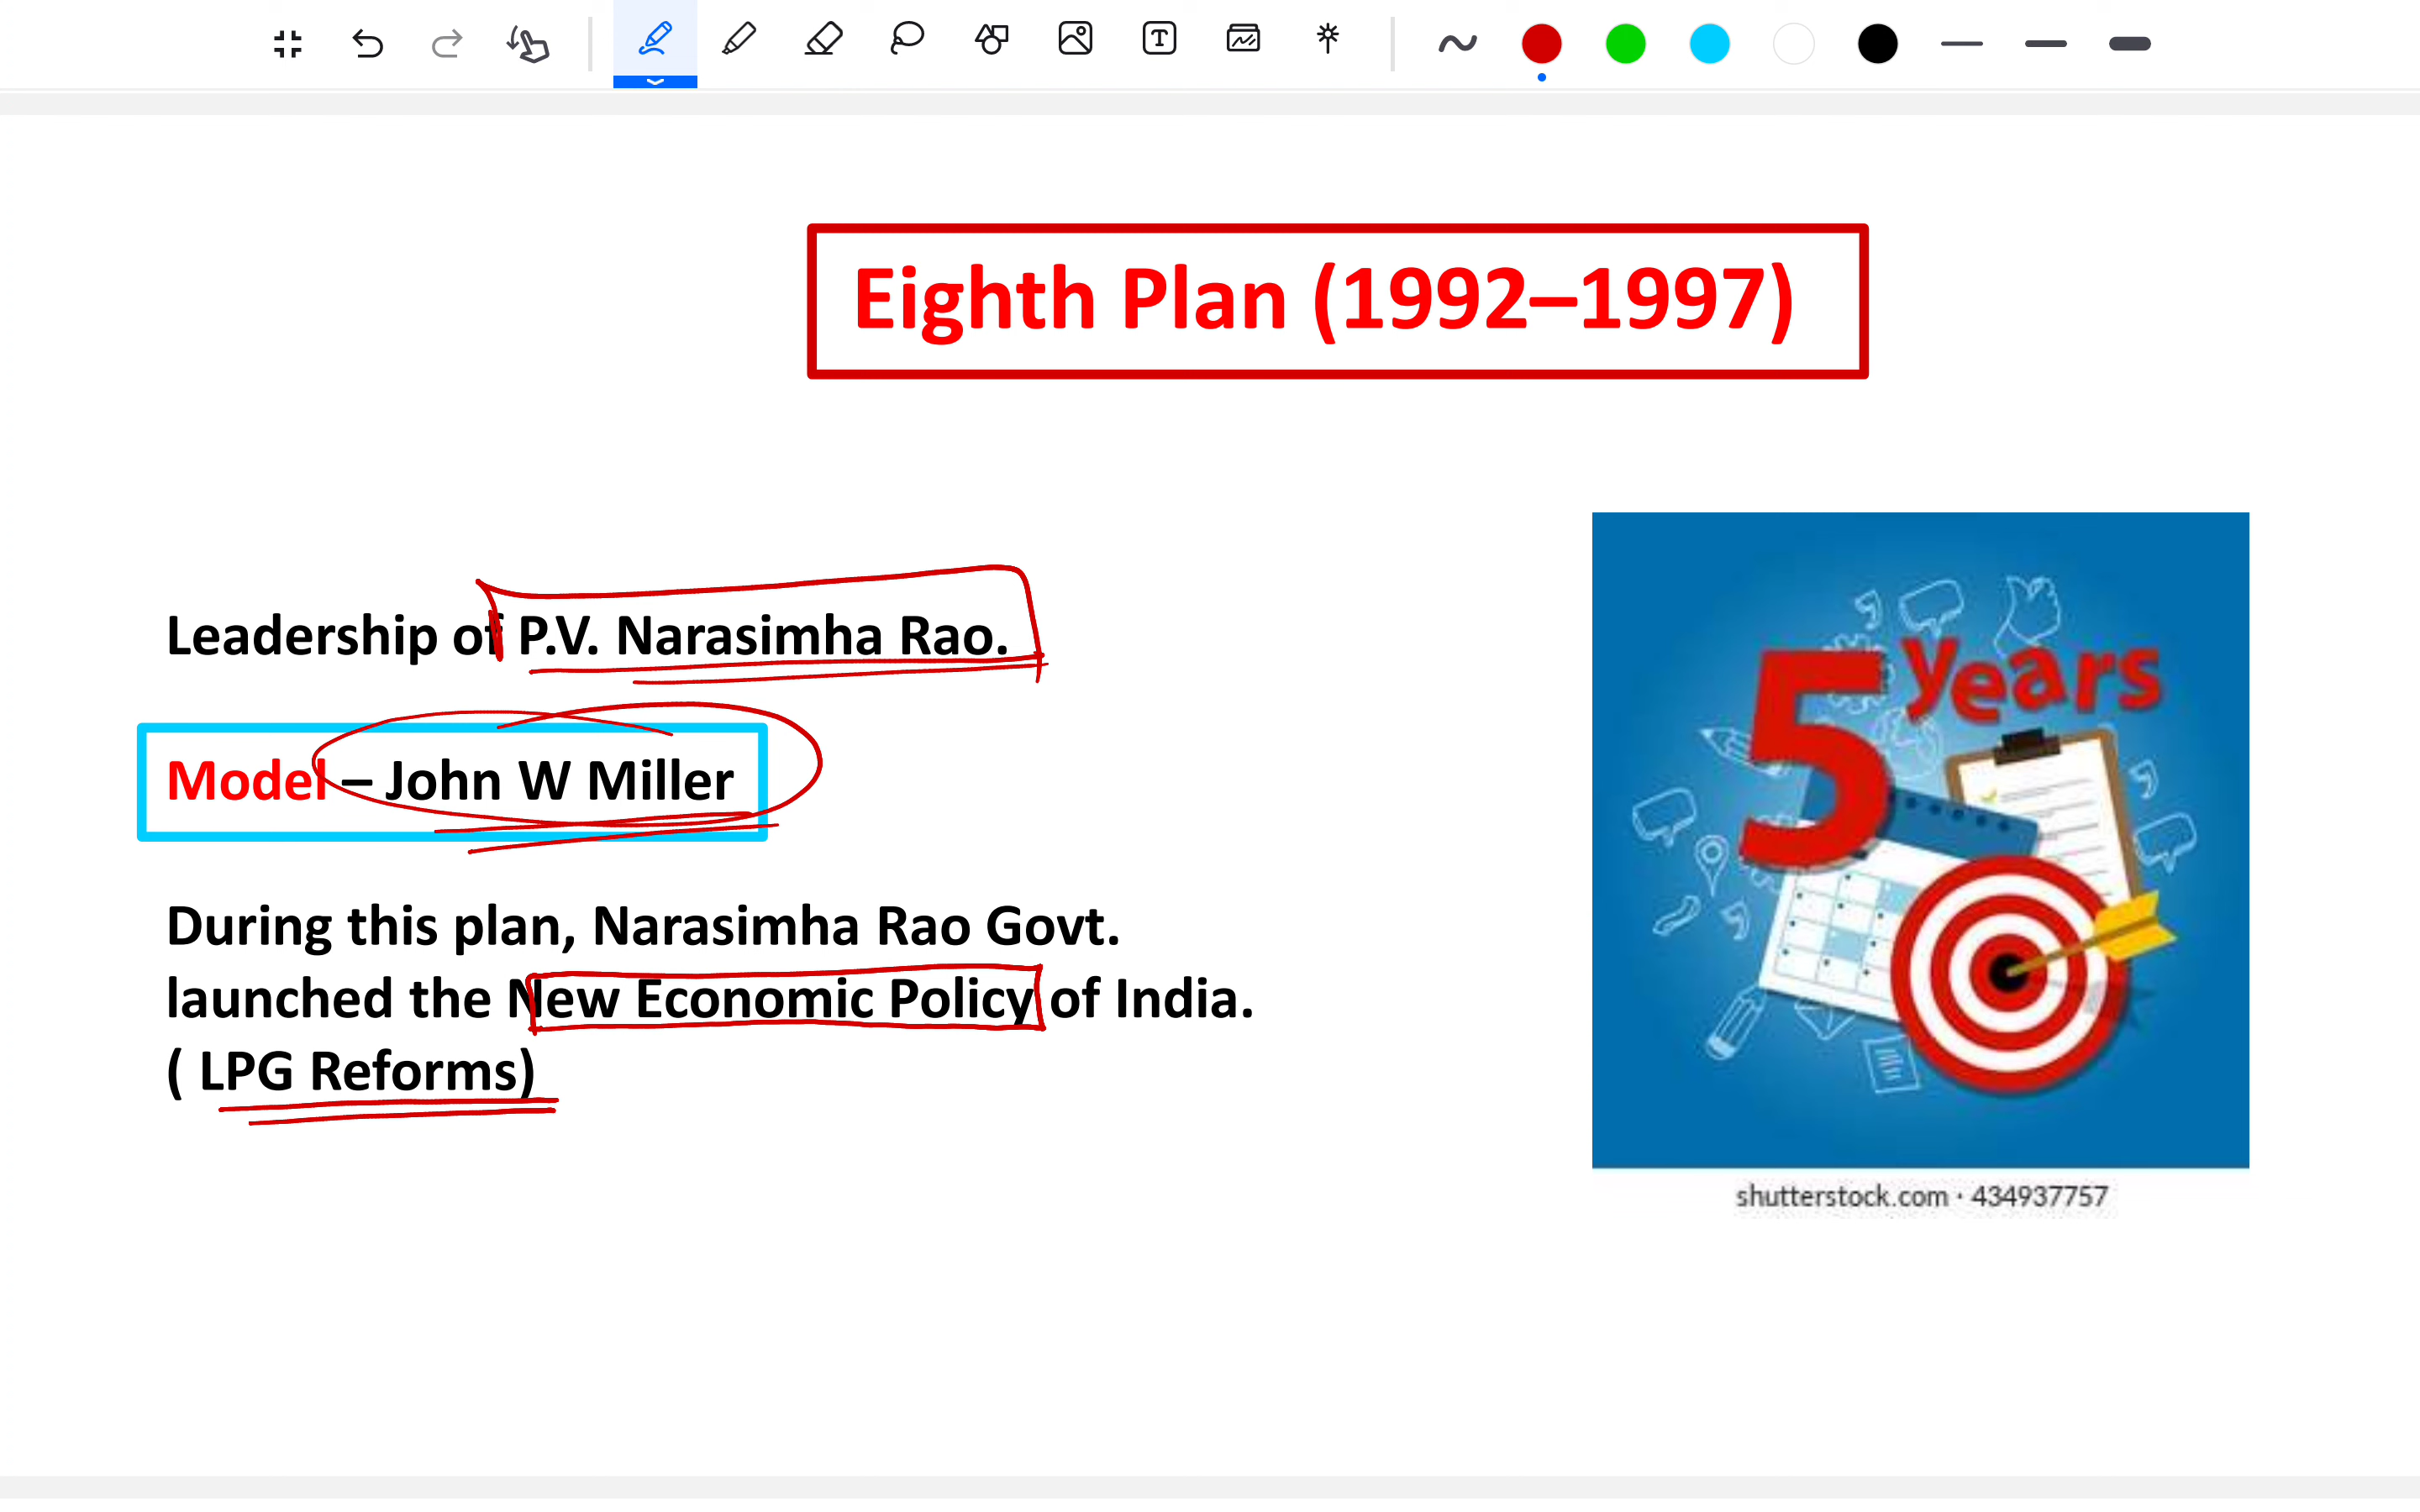 Eighth Plan (1992–1997)
Leadership of P.V. Narasimha Rao.
Model – John W Miller
During this plan, Narasimha Rao Govt.
launched the New Economic Policy of India.
( LPG Reforms)
5 Years
shutterstock.com · 434937757